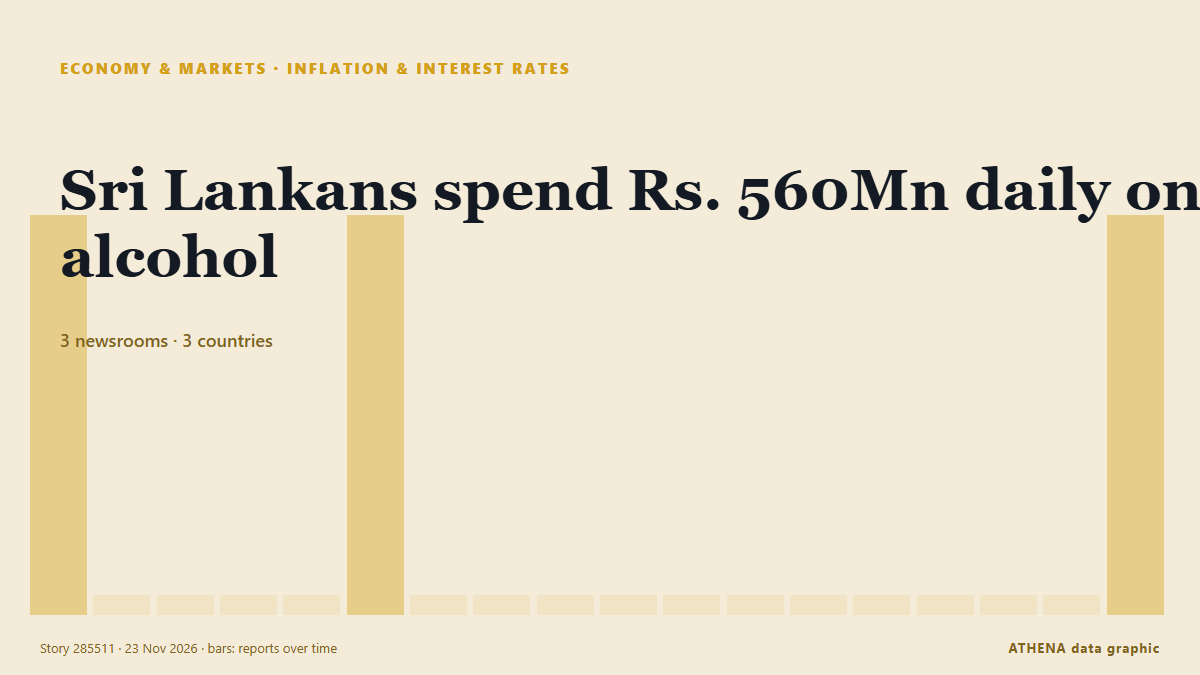 ECONOMY & MARKETS · INFLATION & INTEREST RATES
Sri Lankans spend Rs. 560Mn daily on
alcohol
3 newsrooms · 3 countries
Story 285511 · 23 Nov 2026 · bars: reports over time
ATHENA data graphic